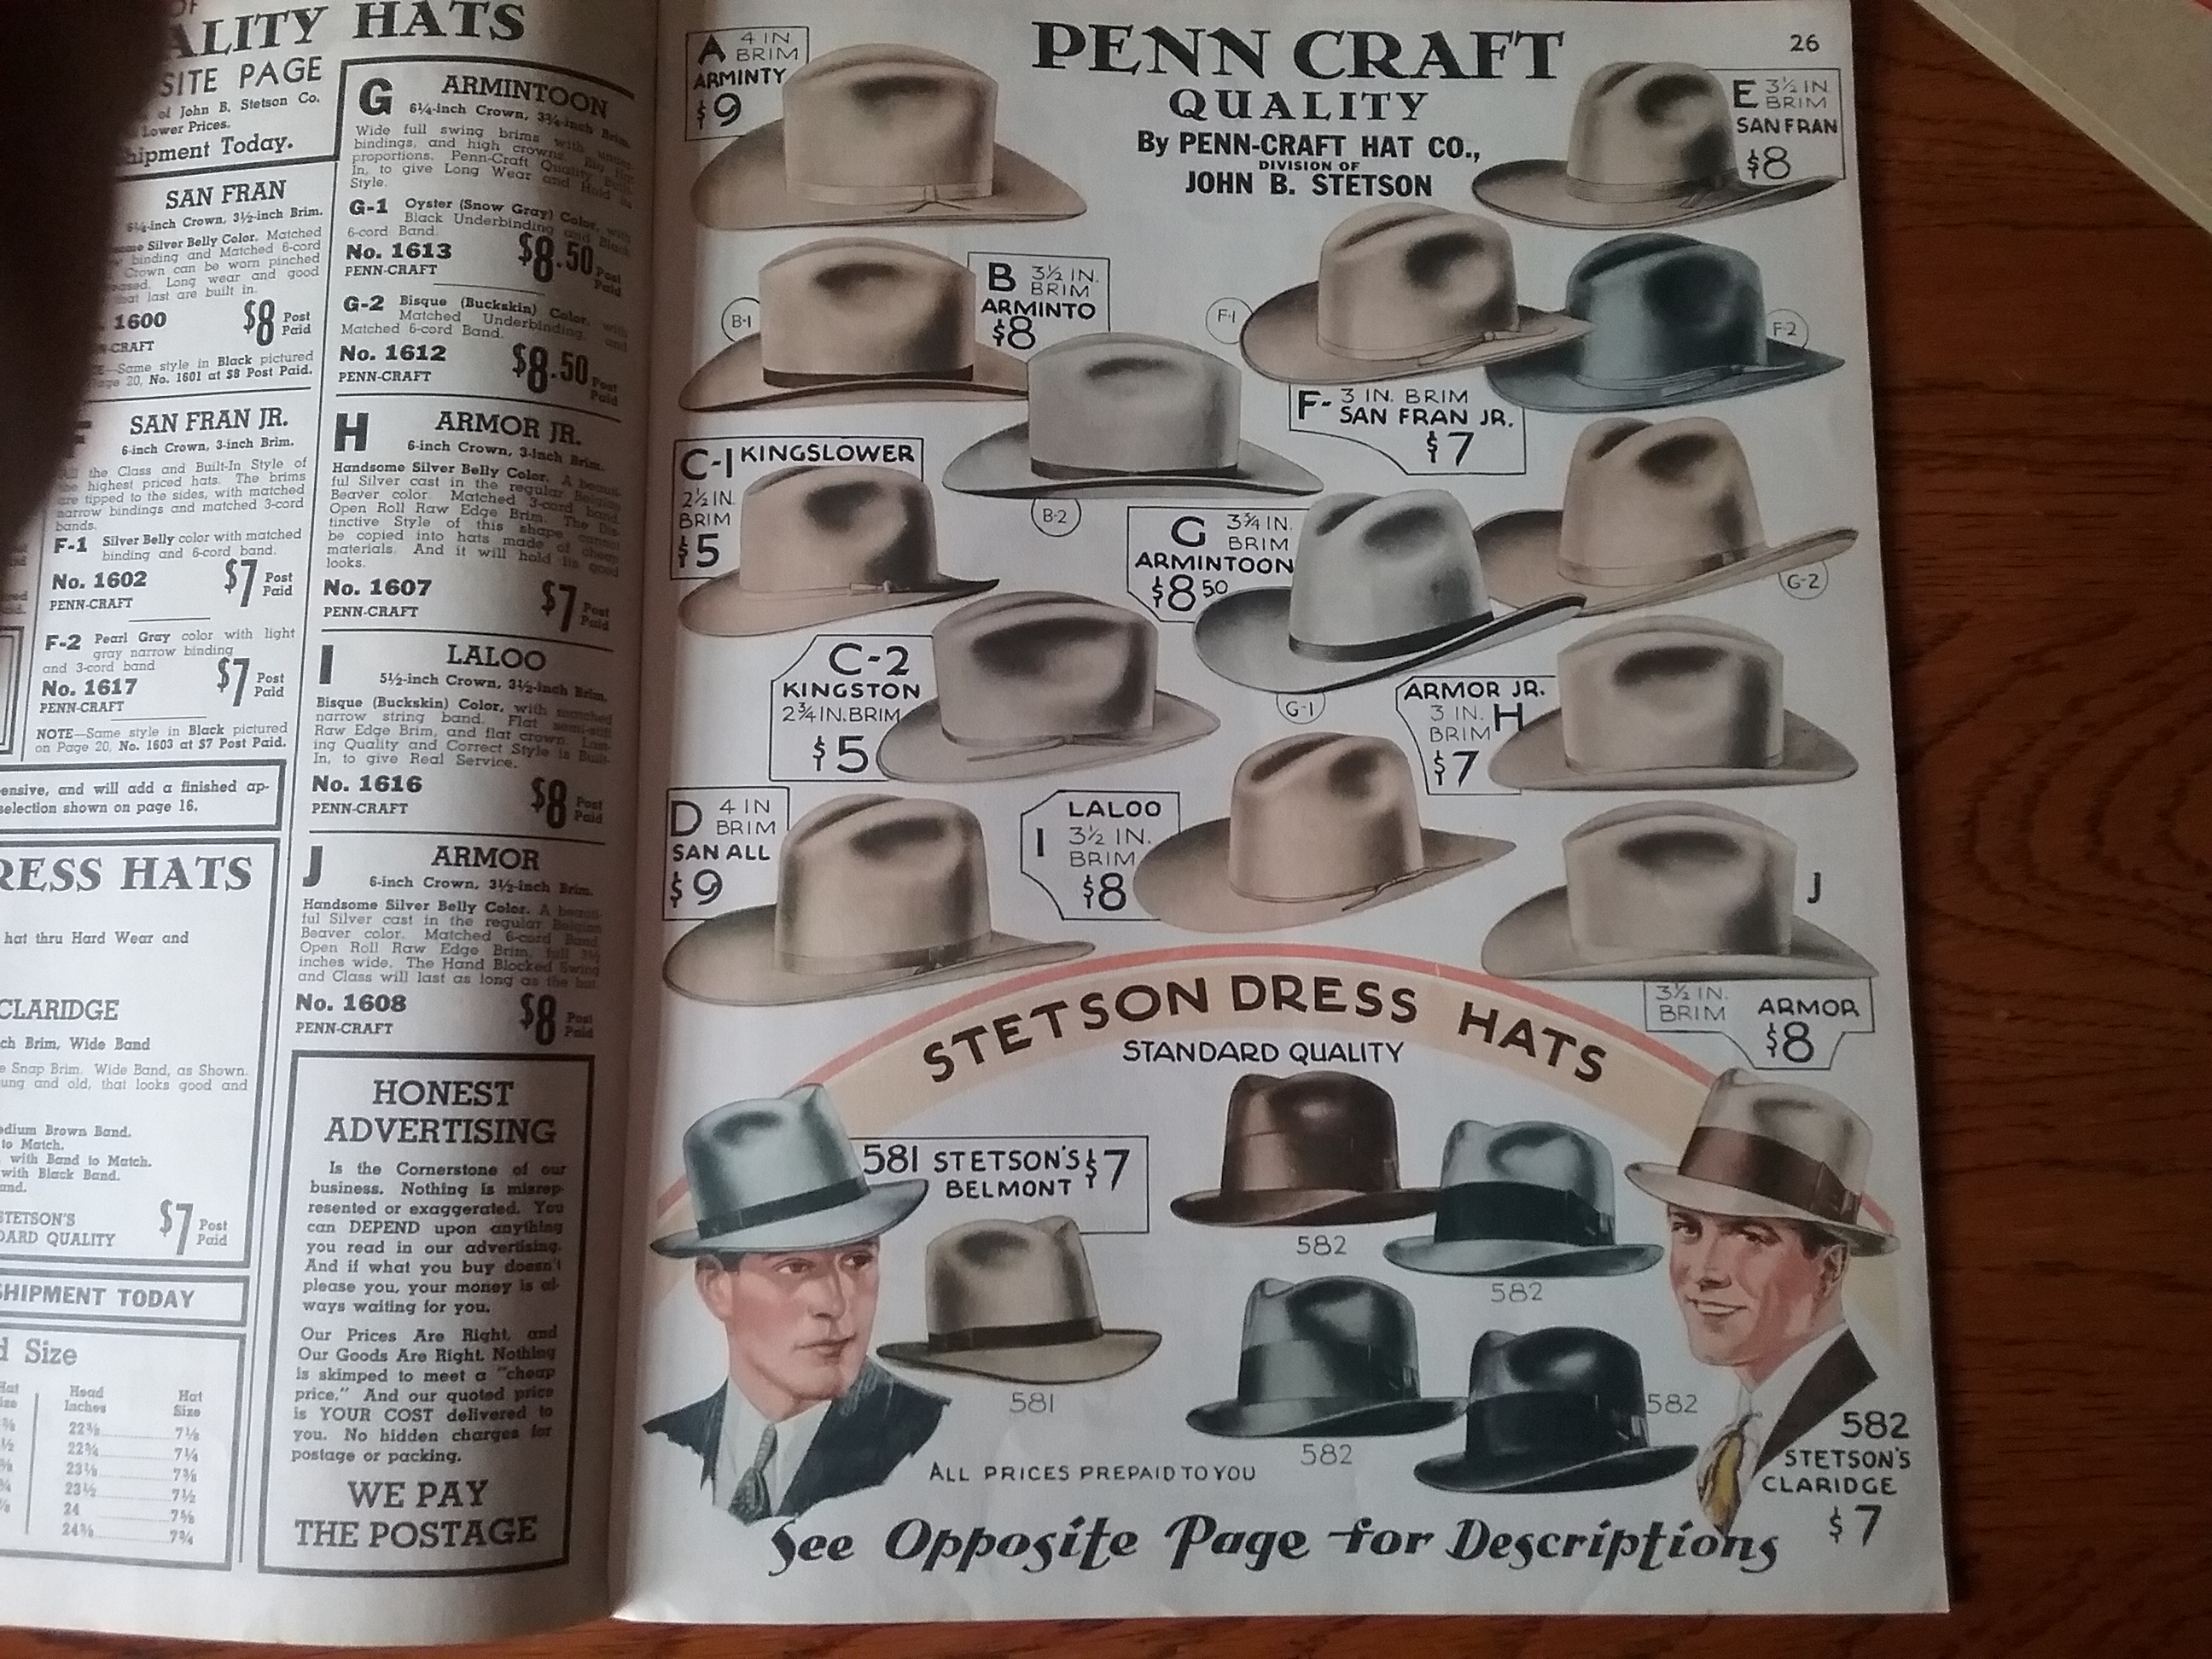 ALITY HATS
SITE PAGE
of John B. Stetson Co.
Lower Prices.
hipment Today.
SAN FRAN
6¼-inch Crown, 3½-inch Brim.
Silver Belly Color. Matched
binding and Matched 6-cord
Crown can be worn pinched
Long wear and good
that last are built in.
1600
$8 Post Paid
CRAFT
Same style in Black pictured
20, No. 1601 at $8 Post Paid.
F
SAN FRAN JR.
6-inch Crown, 3-inch Brim.
the Class and Built-In Style of
highest priced hats. The brims
are tipped to the sides, with matched
narrow bindings and matched 3-cord
bands.
F-1 Silver Belly color with matched
binding and 6-cord band.
No. 1602
$7 Post Paid
PENN-CRAFT
F-2 Pearl Gray color with light
gray narrow binding
and 3-cord band
No. 1617
$7 Post Paid
PENN-CRAFT
NOTE—Same style in Black pictured
on Page 20, No. 1603 at $7 Post Paid.
ensive, and will add a finished ap-
selection shown on page 16.
RESS HATS
hat thru Hard Wear and
CLARIDGE
ch Brim, Wide Band
Snap Brim. Wide Band, as Shown.
ung and old, that looks good and
edium Brown Band.
to Match.
with Band to Match.
with Black Band.
and.
STETSON'S
DARD QUALITY
$7 Post Paid
SHIPMENT TODAY
d Size
Hat Size
Head Inches
Hat Size
22⅜ 7⅛
22¾ 7¼
23⅛ 7⅜
23½ 7½
24 7⅝
24⅜ 7¾
G
ARMINTOON
6¼-inch Crown, 3¾-inch Brim.
Wide full swing brims with under
bindings, and high crowns. Big Hat
proportions. Penn-Craft Quality Built
In, to give Long Wear and Hold its
Style.
G-1 Oyster (Snow Gray) Color, with
Black Underbinding and Black
6-cord Band.
No. 1613
$8.50 Post Paid
PENN-CRAFT
G-2 Bisque (Buckskin) Color, with
Matched Underbinding, and
Matched 6-cord Band.
No. 1612
$8.50 Post Paid
PENN-CRAFT
H
ARMOR JR.
6-inch Crown, 3-inch Brim.
Handsome Silver Belly Color. A beauti-
ful Silver cast in the regular Belgian
Beaver color. Matched 3-cord band.
Open Roll Raw Edge Brim. The Dis-
tinctive Style of this shape cannot
be copied into hats made of cheap
materials. And it will hold its good
looks.
No. 1607
$7 Post Paid
PENN-CRAFT
I
LALOO
5½-inch Crown, 3½-inch Brim.
Bisque (Buckskin) Color, with matched
narrow string band. Flat semi-stiff
Raw Edge Brim, and flat crown. Last-
ing Quality and Correct Style is Built-
In, to give Real Service.
No. 1616
$8 Post Paid
PENN-CRAFT
J
ARMOR
6-inch Crown, 3½-inch Brim.
Handsome Silver Belly Color. A beauti-
ful Silver cast in the regular Belgian
Beaver color. Matched 6-cord Band.
Open Roll Raw Edge Brim, full 3½
inches wide. The Hand Blocked Swing
and Class will last as long as the hat.
No. 1608
$8 Post Paid
PENN-CRAFT
HONEST
ADVERTISING
Is the Cornerstone of our
business. Nothing is misrep-
resented or exaggerated. You
can DEPEND upon anything
you read in our advertising.
And if what you buy doesn't
please you, your money is al-
ways waiting for you.
Our Prices Are Right, and
Our Goods Are Right. Nothing
is skimped to meet a "cheap
price." And our quoted price
is YOUR COST delivered to
you. No hidden charges for
postage or packing.
WE PAY
THE POSTAGE
26
PENN CRAFT
QUALITY
By PENN-CRAFT HAT CO.,
DIVISION OF
JOHN B. STETSON
A 4 IN BRIM
ARMINTY
$9
E 3½ IN. BRIM
SAN FRAN
$8
B-1
B 3½ IN. BRIM
ARMINTO
$8
F-1
F-2
F- 3 IN. BRIM
SAN FRAN JR.
$7
C-1 KINGSLOWER
2½ IN.
BRIM
$5
B-2
G 3¾ IN. BRIM
ARMINTOON
$8 50
G-2
C-2
KINGSTON
2¾ IN. BRIM
$5
G-1
ARMOR JR.
3 IN. BRIM H
$7
D 4 IN BRIM
SAN ALL
$9
I LALOO
3½ IN.
BRIM
$8
J
3½ IN. BRIM ARMOR
$8
STETSON DRESS HATS
STANDARD QUALITY
581 STETSON'S BELMONT $7
582
582
581
582
582
582
STETSON'S
CLARIDGE
$7
ALL PRICES PREPAID TO YOU
See Opposite Page for Descriptions